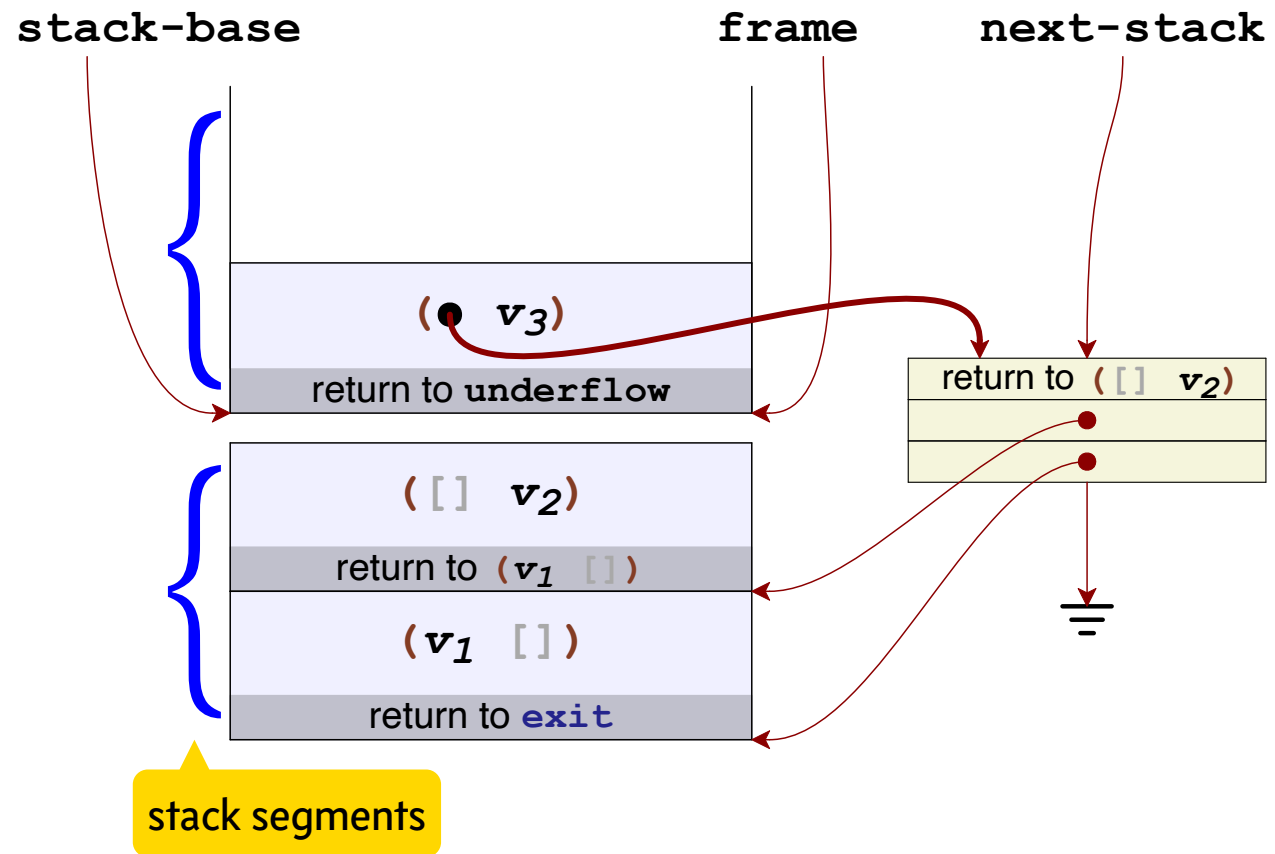 stack-base frame next-stack
(● v₃)
return to underflow
return to ([] v₂)
([] v₂)
return to (v₁ [])
(v₁ [])
return to exit
stack segments